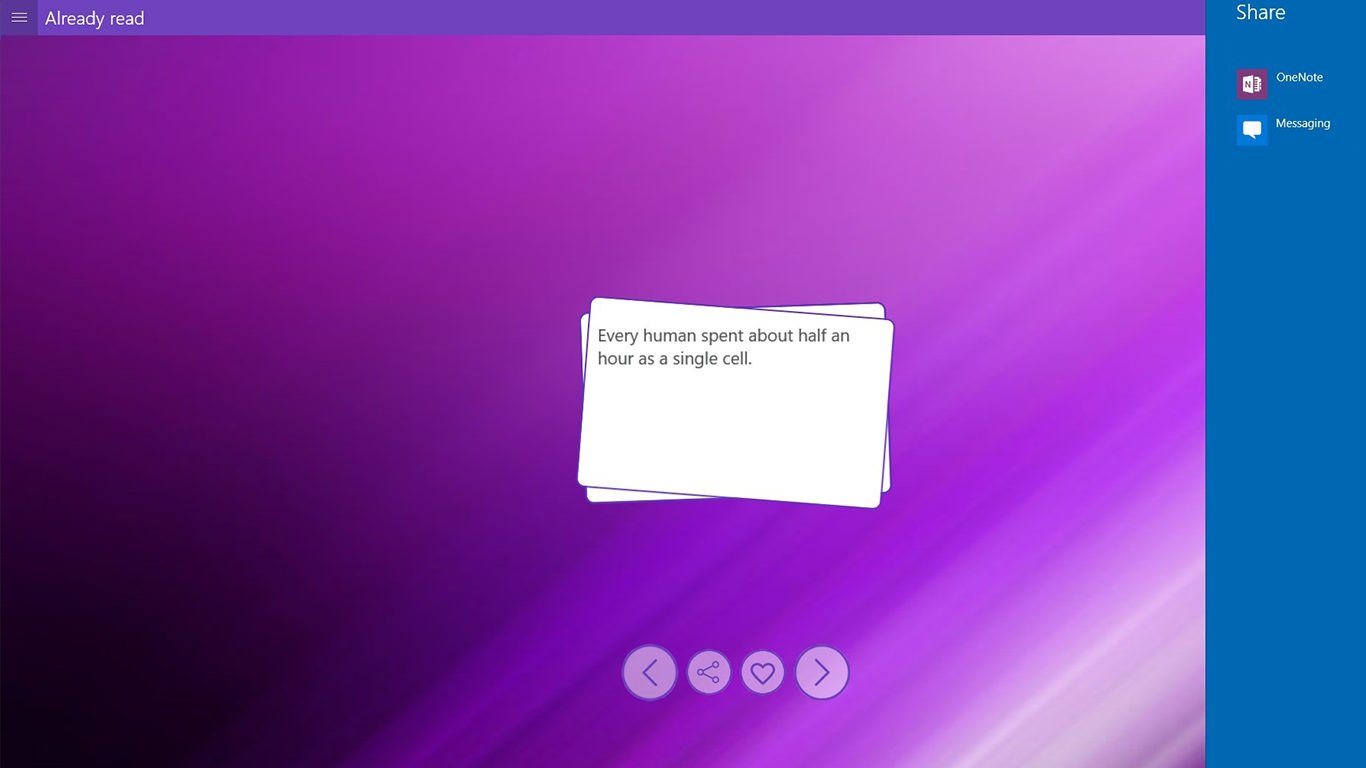 Already read
Every human spent about half an
hour as a single cell.
Share
OneNote
Messaging